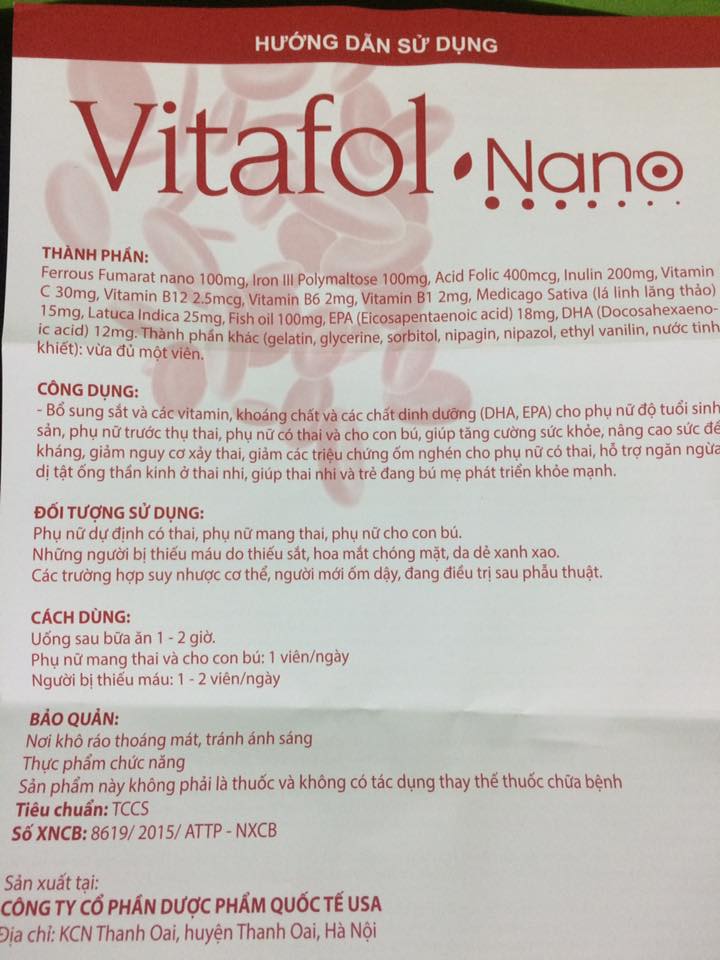 HƯỚNG DẪN SỬ DỤNG
Vitafol Nano
THÀNH PHẦN:
Ferrous Fumarat nano 100mg, Iron III Polymaltose 100mg, Acid Folic 400mcg, Inulin 200mg, Vitamin
C 30mg, Vitamin B12 2.5mcg, Vitamin B6 2mg, Vitamin B1 2mg, Medicago Sativa (lá linh lăng thảo)
15mg, Latuca Indica 25mg, Fish oil 100mg, EPA (Eicosapentaenoic acid) 18mg, DHA (Docosahexaeno-
ic acid) 12mg. Thành phần khác (gelatin, glycerine, sorbitol, nipagin, nipazol, ethyl vanilin, nước tinh
khiết): vừa đủ một viên.
CÔNG DỤNG:
- Bổ sung sắt và các vitamin, khoáng chất và các chất dinh dưỡng (DHA, EPA) cho phụ nữ độ tuổi sinh
sản, phụ nữ trước thụ thai, phụ nữ có thai và cho con bú, giúp tăng cường sức khỏe, nâng cao sức đề
kháng, giảm nguy cơ xảy thai, giảm các triệu chứng ốm nghén cho phụ nữ có thai, hỗ trợ ngăn ngừa
dị tật ống thần kinh ở thai nhi, giúp thai nhi và trẻ đang bú mẹ phát triển khỏe mạnh.
ĐỐI TƯỢNG SỬ DỤNG:
Phụ nữ dự định có thai, phụ nữ mang thai, phụ nữ cho con bú.
Những người bị thiếu máu do thiếu sắt, hoa mắt chóng mặt, da dẻ xanh xao.
Các trường hợp suy nhược cơ thể, người mới ốm dậy, đang điều trị sau phẫu thuật.
CÁCH DÙNG:
Uống sau bữa ăn 1 - 2 giờ.
Phụ nữ mang thai và cho con bú: 1 viên/ngày
Người bị thiếu máu: 1 - 2 viên/ngày
BẢO QUẢN:
Nơi khô ráo thoáng mát, tránh ánh sáng
Thực phẩm chức năng
Sản phẩm này không phải là thuốc và không có tác dụng thay thế thuốc chữa bệnh
Tiêu chuẩn: TCCS
Số XNCB: 8619/ 2015/ ATTP - NXCB
Sản xuất tại:
CÔNG TY CỔ PHẦN DƯỢC PHẨM QUỐC TẾ USA
Địa chỉ: KCN Thanh Oai, huyện Thanh Oai, Hà Nội